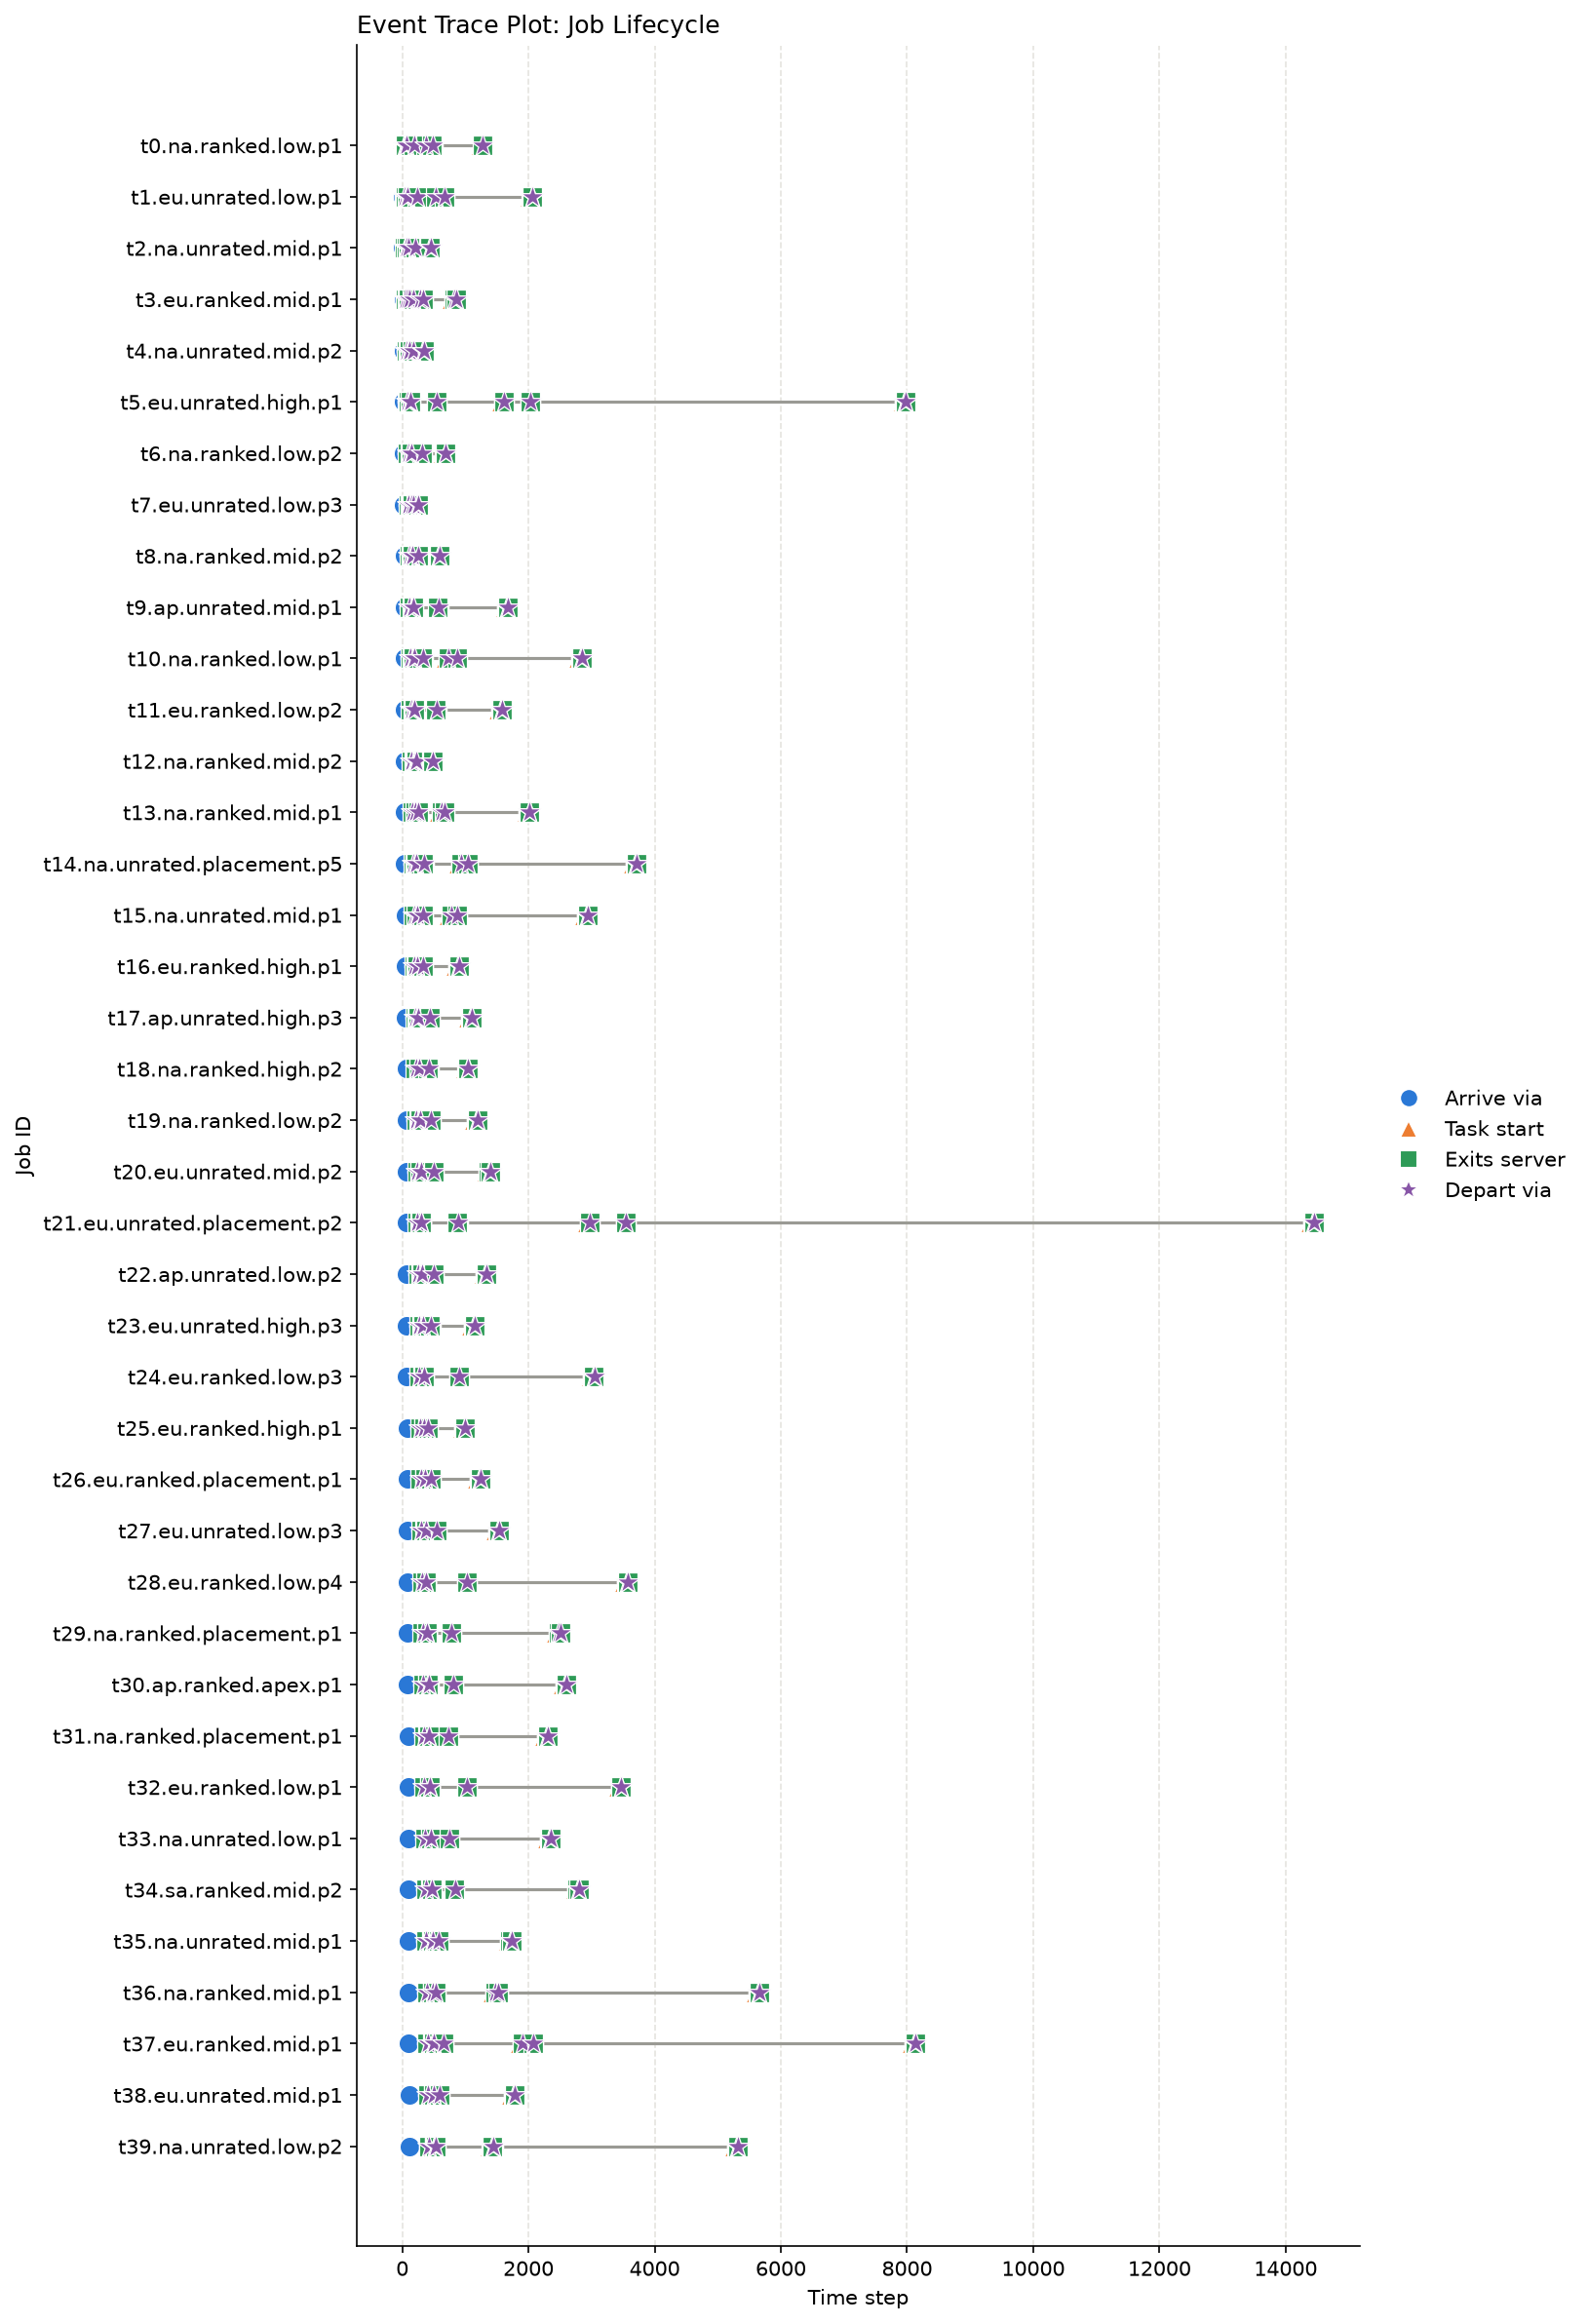 Event Trace Plot: Job Lifecycle
t0.na.ranked.low.p1
t1.eu.unrated.low.p1
t2.na.unrated.mid.p1
t3.eu.ranked.mid.p1
t4.na.unrated.mid.p2
t5.eu.unrated.high.p1
t6.na.ranked.low.p2
t7.eu.unrated.low.p3
t8.na.ranked.mid.p2
t9.ap.unrated.mid.p1
t10.na.ranked.low.p1
t11.eu.ranked.low.p2
t12.na.ranked.mid.p2
t13.na.ranked.mid.p1
t14.na.unrated.placement.p5
t15.na.unrated.mid.p1
t16.eu.ranked.high.p1
t17.ap.unrated.high.p3
t18.na.ranked.high.p2
t19.na.ranked.low.p2
t20.eu.unrated.mid.p2
t21.eu.unrated.placement.p2
t22.ap.unrated.low.p2
t23.eu.unrated.high.p3
t24.eu.ranked.low.p3
t25.eu.ranked.high.p1
t26.eu.ranked.placement.p1
t27.eu.unrated.low.p3
t28.eu.ranked.low.p4
t29.na.ranked.placement.p1
t30.ap.ranked.apex.p1
t31.na.ranked.placement.p1
t32.eu.ranked.low.p1
t33.na.unrated.low.p1
t34.sa.ranked.mid.p2
t35.na.unrated.mid.p1
t36.na.ranked.mid.p1
t37.eu.ranked.mid.p1
t38.eu.unrated.mid.p1
t39.na.unrated.low.p2
Job ID
0 2000 4000 6000 8000 10000 12000 14000
Time step
Arrive via
Task start
Exits server
Depart via